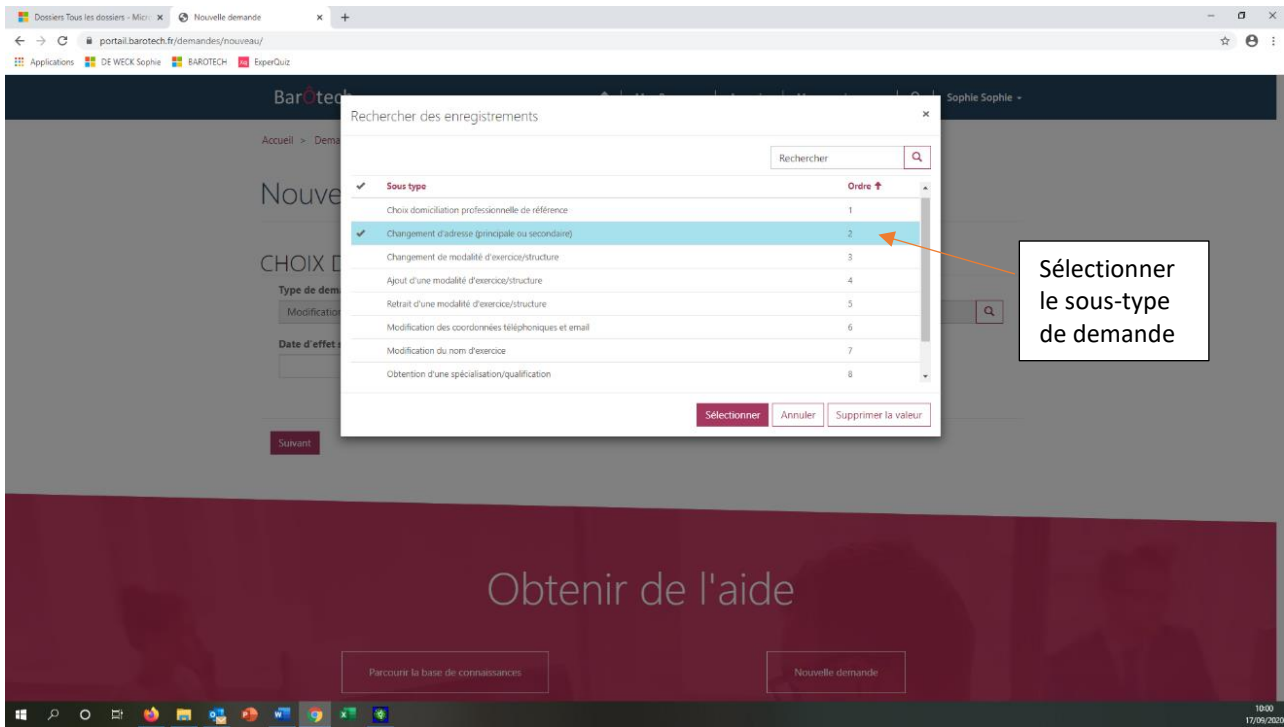 Dossiers Tous les dossiers - Micr
Nouvelle demande
portail.barotech.fr/demandes/nouveau/
Applications DE WECK Sophie BAROTECH ExperQuiz
BarÔtec Sophie Sophie
Rechercher des enregistrements
Accueil > Dema
Rechercher
Nouve
Sous type Ordre
Choix domiciliation professionnelle de référence 1
Changement d'adresse (principale ou secondaire) 2
Changement de modalité d'exercice/structure 3
Ajout d'une modalité d'exercice/structure 4
Retrait d'une modalité d'exercice/structure 5
Modification des coordonnées téléphoniques et email 6
Modification du nom d'exercice 7
Obtention d'une spécialisation/qualification 8
CHOIX D
Type de dem
Modification
Date d'effet s
Sélectionner
le sous-type
de demande
Sélectionner Annuler Supprimer la valeur
Suivant
Obtenir de l'aide
Parcourir la base de connaissances Nouvelle demande
10:00
17/09/2020